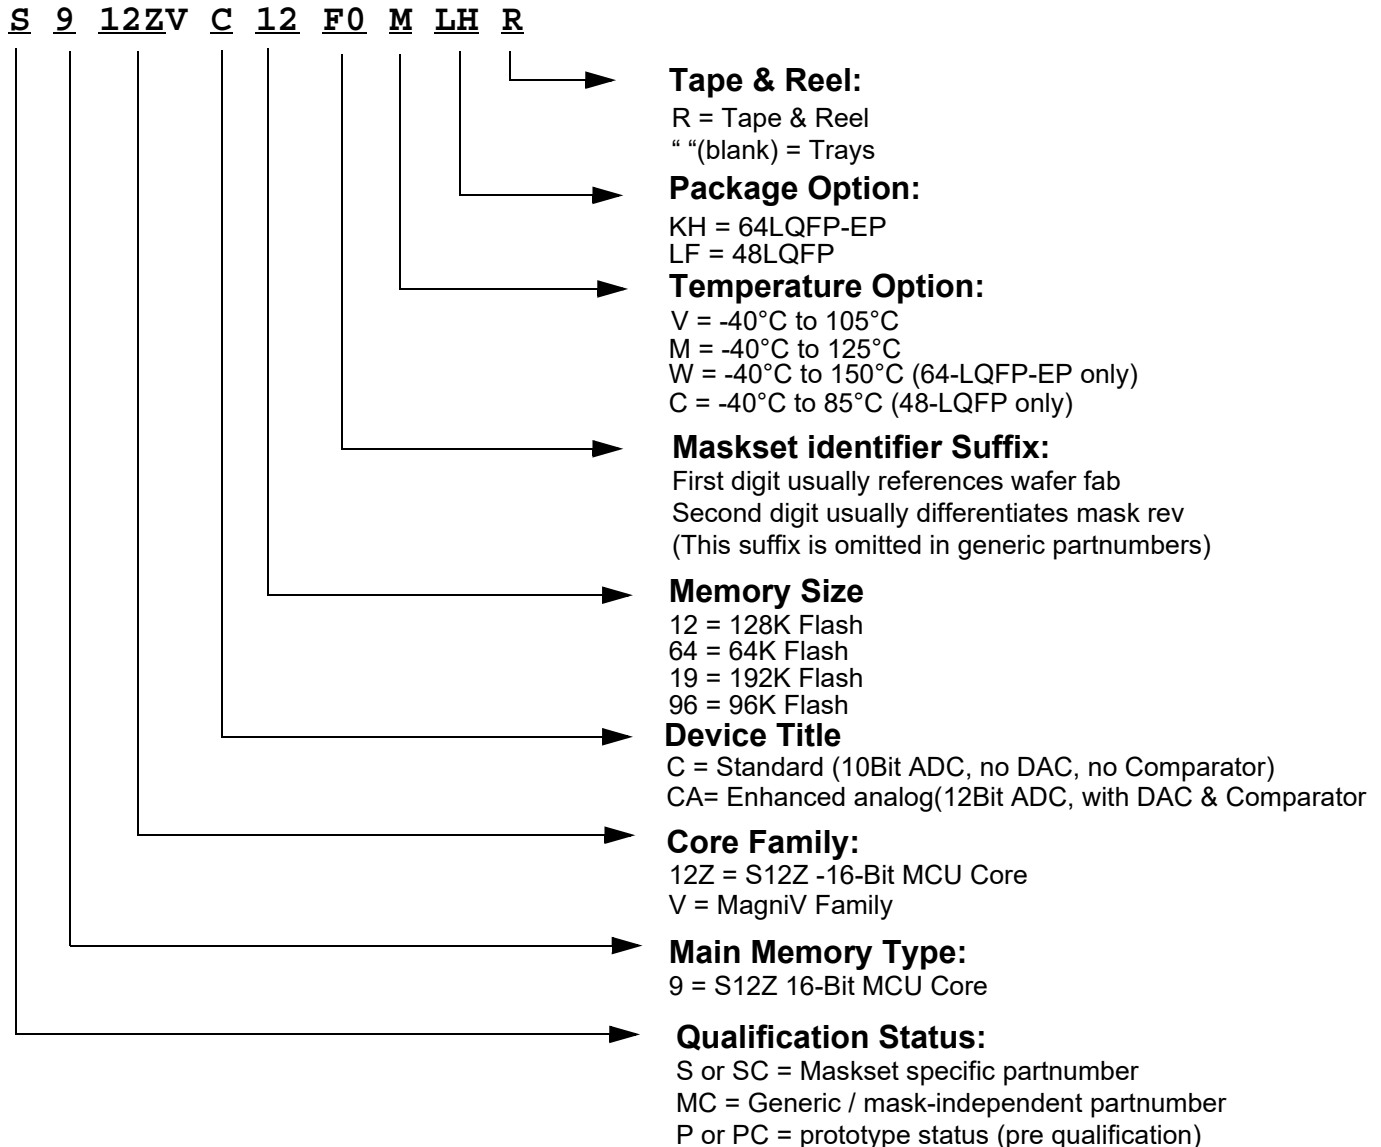 S 9 12ZV C 12 F0 M LH R
Tape & Reel:
R = Tape & Reel
“ “(blank) = Trays
Package Option:
KH = 64LQFP-EP
LF = 48LQFP
Temperature Option:
V = -40°C to 105°C
M = -40°C to 125°C
W = -40°C to 150°C (64-LQFP-EP only)
C = -40°C to 85°C (48-LQFP only)
Maskset identifier Suffix:
First digit usually references wafer fab
Second digit usually differentiates mask rev
(This suffix is omitted in generic partnumbers)
Memory Size
12 = 128K Flash
64 = 64K Flash
19 = 192K Flash
96 = 96K Flash
Device Title
C = Standard (10Bit ADC, no DAC, no Comparator)
CA= Enhanced analog(12Bit ADC, with DAC & Comparator
Core Family:
12Z = S12Z -16-Bit MCU Core
V = MagniV Family
Main Memory Type:
9 = S12Z 16-Bit MCU Core
Qualification Status:
S or SC = Maskset specific partnumber
MC = Generic / mask-independent partnumber
P or PC = prototype status (pre qualification)